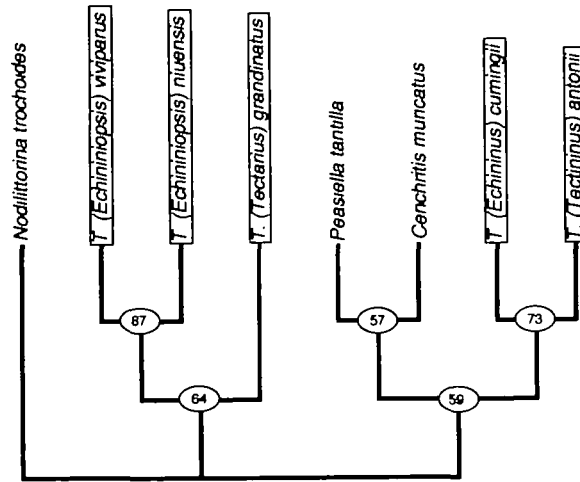 Nodilittorina trochoides
T (Echininiopsis) viviparus
T (Echininiopsis) niuensis
T. (Tectarius) grandinatus
Peasiella tantilla
Cenchritis muricatus
T (Echininus) cumingii
T. (Tectininus) antonii
87
57
73
64
59